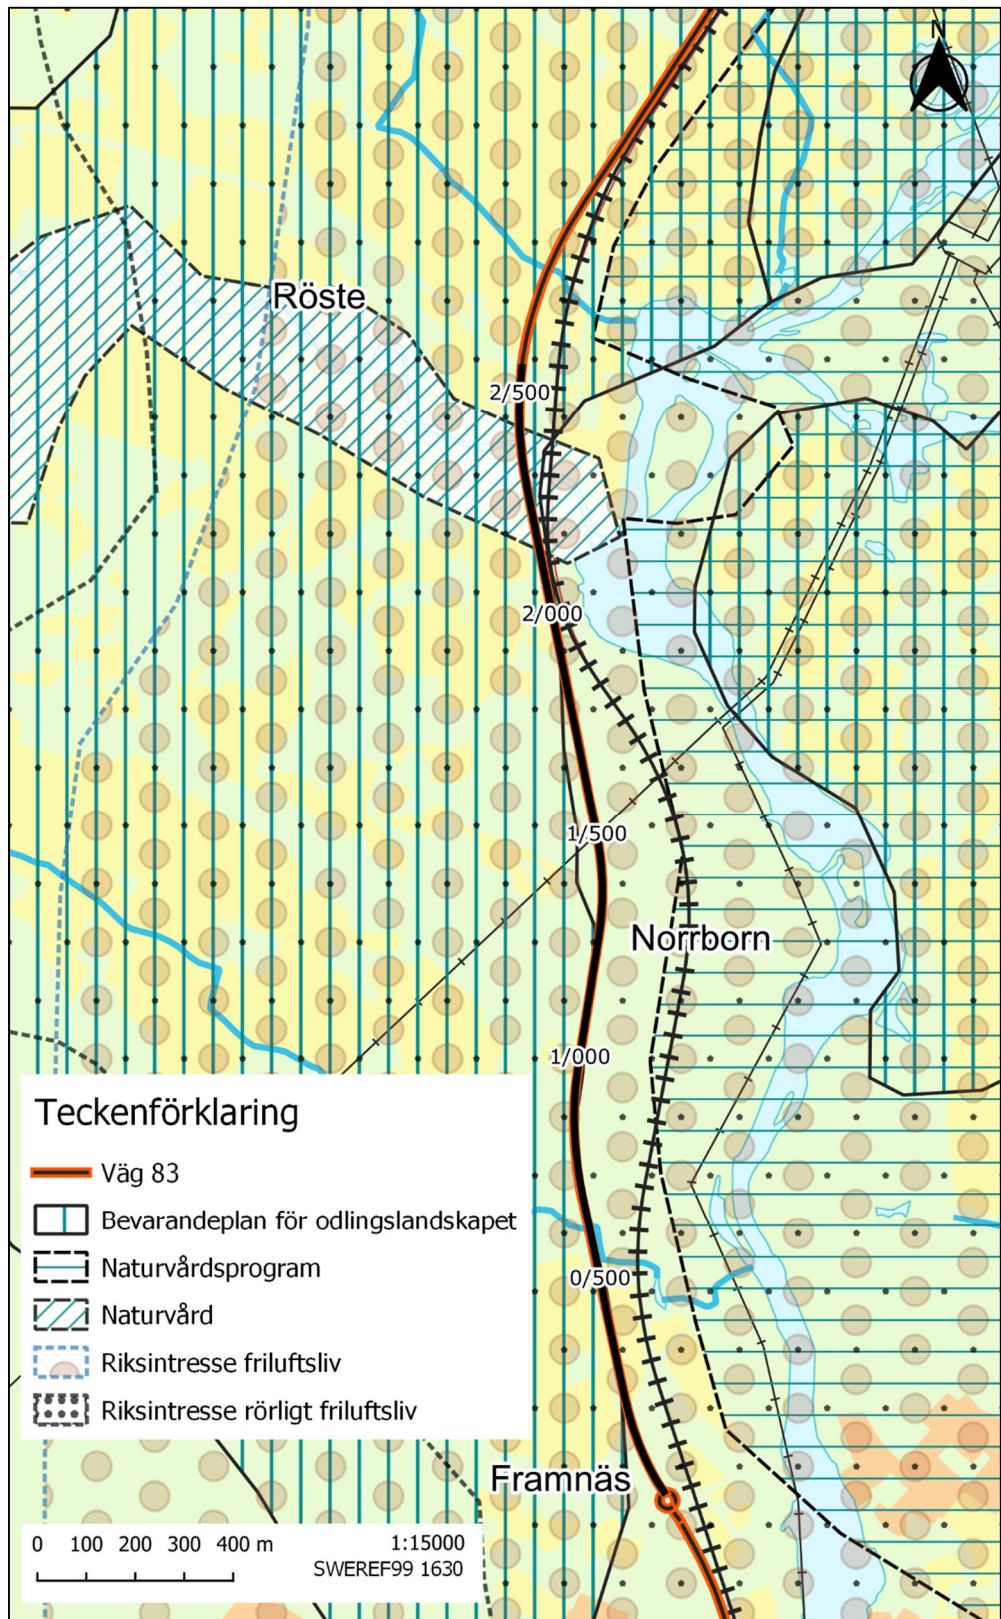 N
Röste
2/500
2/000
1/500
Norrborn
1/000
Teckenförklaring
Väg 83
Bevarandeplan för odlingslandskapet
Naturvårdsprogram
Naturvård
Riksintresse friluftsliv
Riksintresse rörligt friluftsliv
0/500
Framnäs
0 100 200 300 400 m
1:15000
SWEREF99 1630